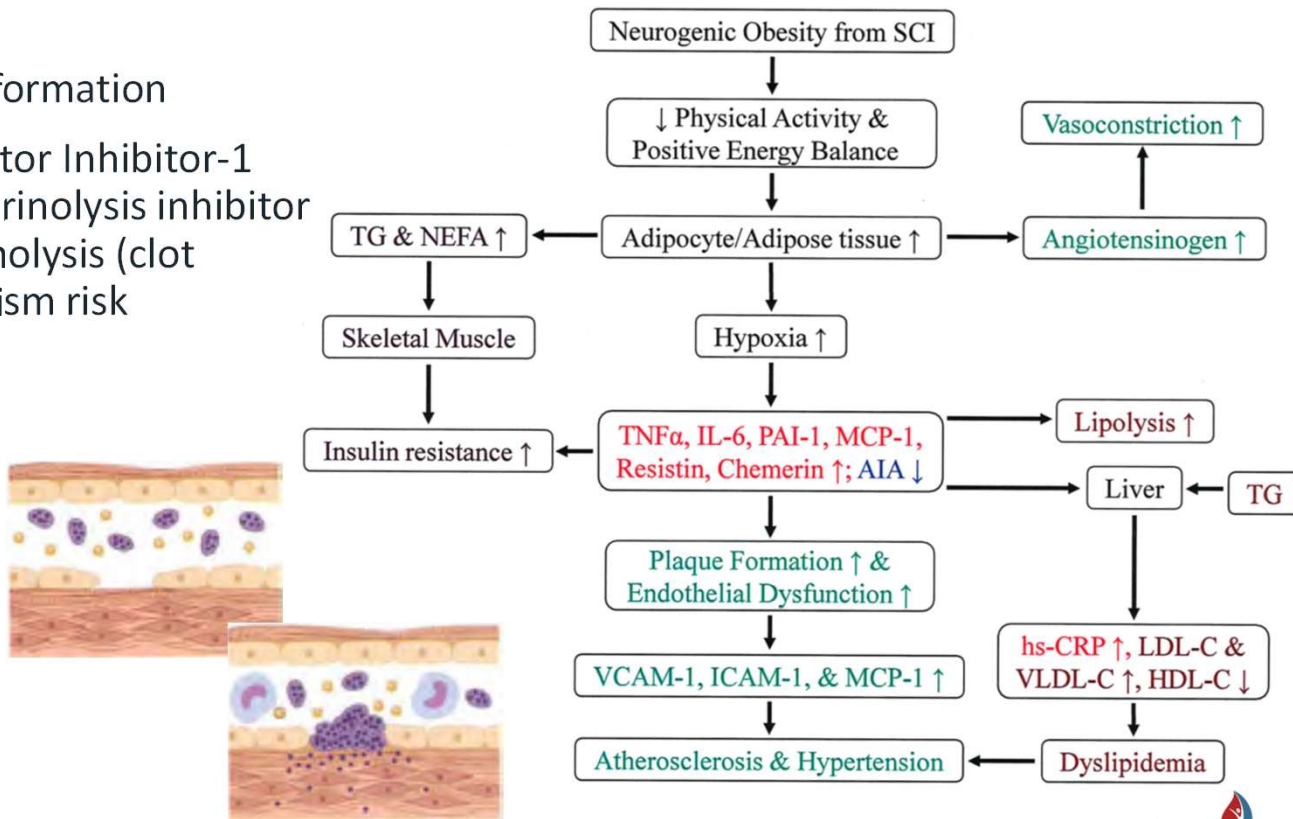 formation
tor Inhibitor-1
rinolysis inhibitor
nolysis (clot
ism risk
Neurogenic Obesity from SCI
↓ Physical Activity &
Positive Energy Balance
Vasoconstriction ↑
TG & NEFA ↑
Adipocyte/Adipose tissue ↑
Angiotensinogen ↑
Skeletal Muscle
Hypoxia ↑
Insulin resistance ↑
TNFα, IL-6, PAI-1, MCP-1,
Resistin, Chemerin ↑; AIA ↓
Lipolysis ↑
Liver
TG
Plaque Formation ↑ &
Endothelial Dysfunction ↑
VCAM-1, ICAM-1, & MCP-1 ↑
hs-CRP ↑, LDL-C &
VLDL-C ↑, HDL-C ↓
Atherosclerosis & Hypertension
Dyslipidemia